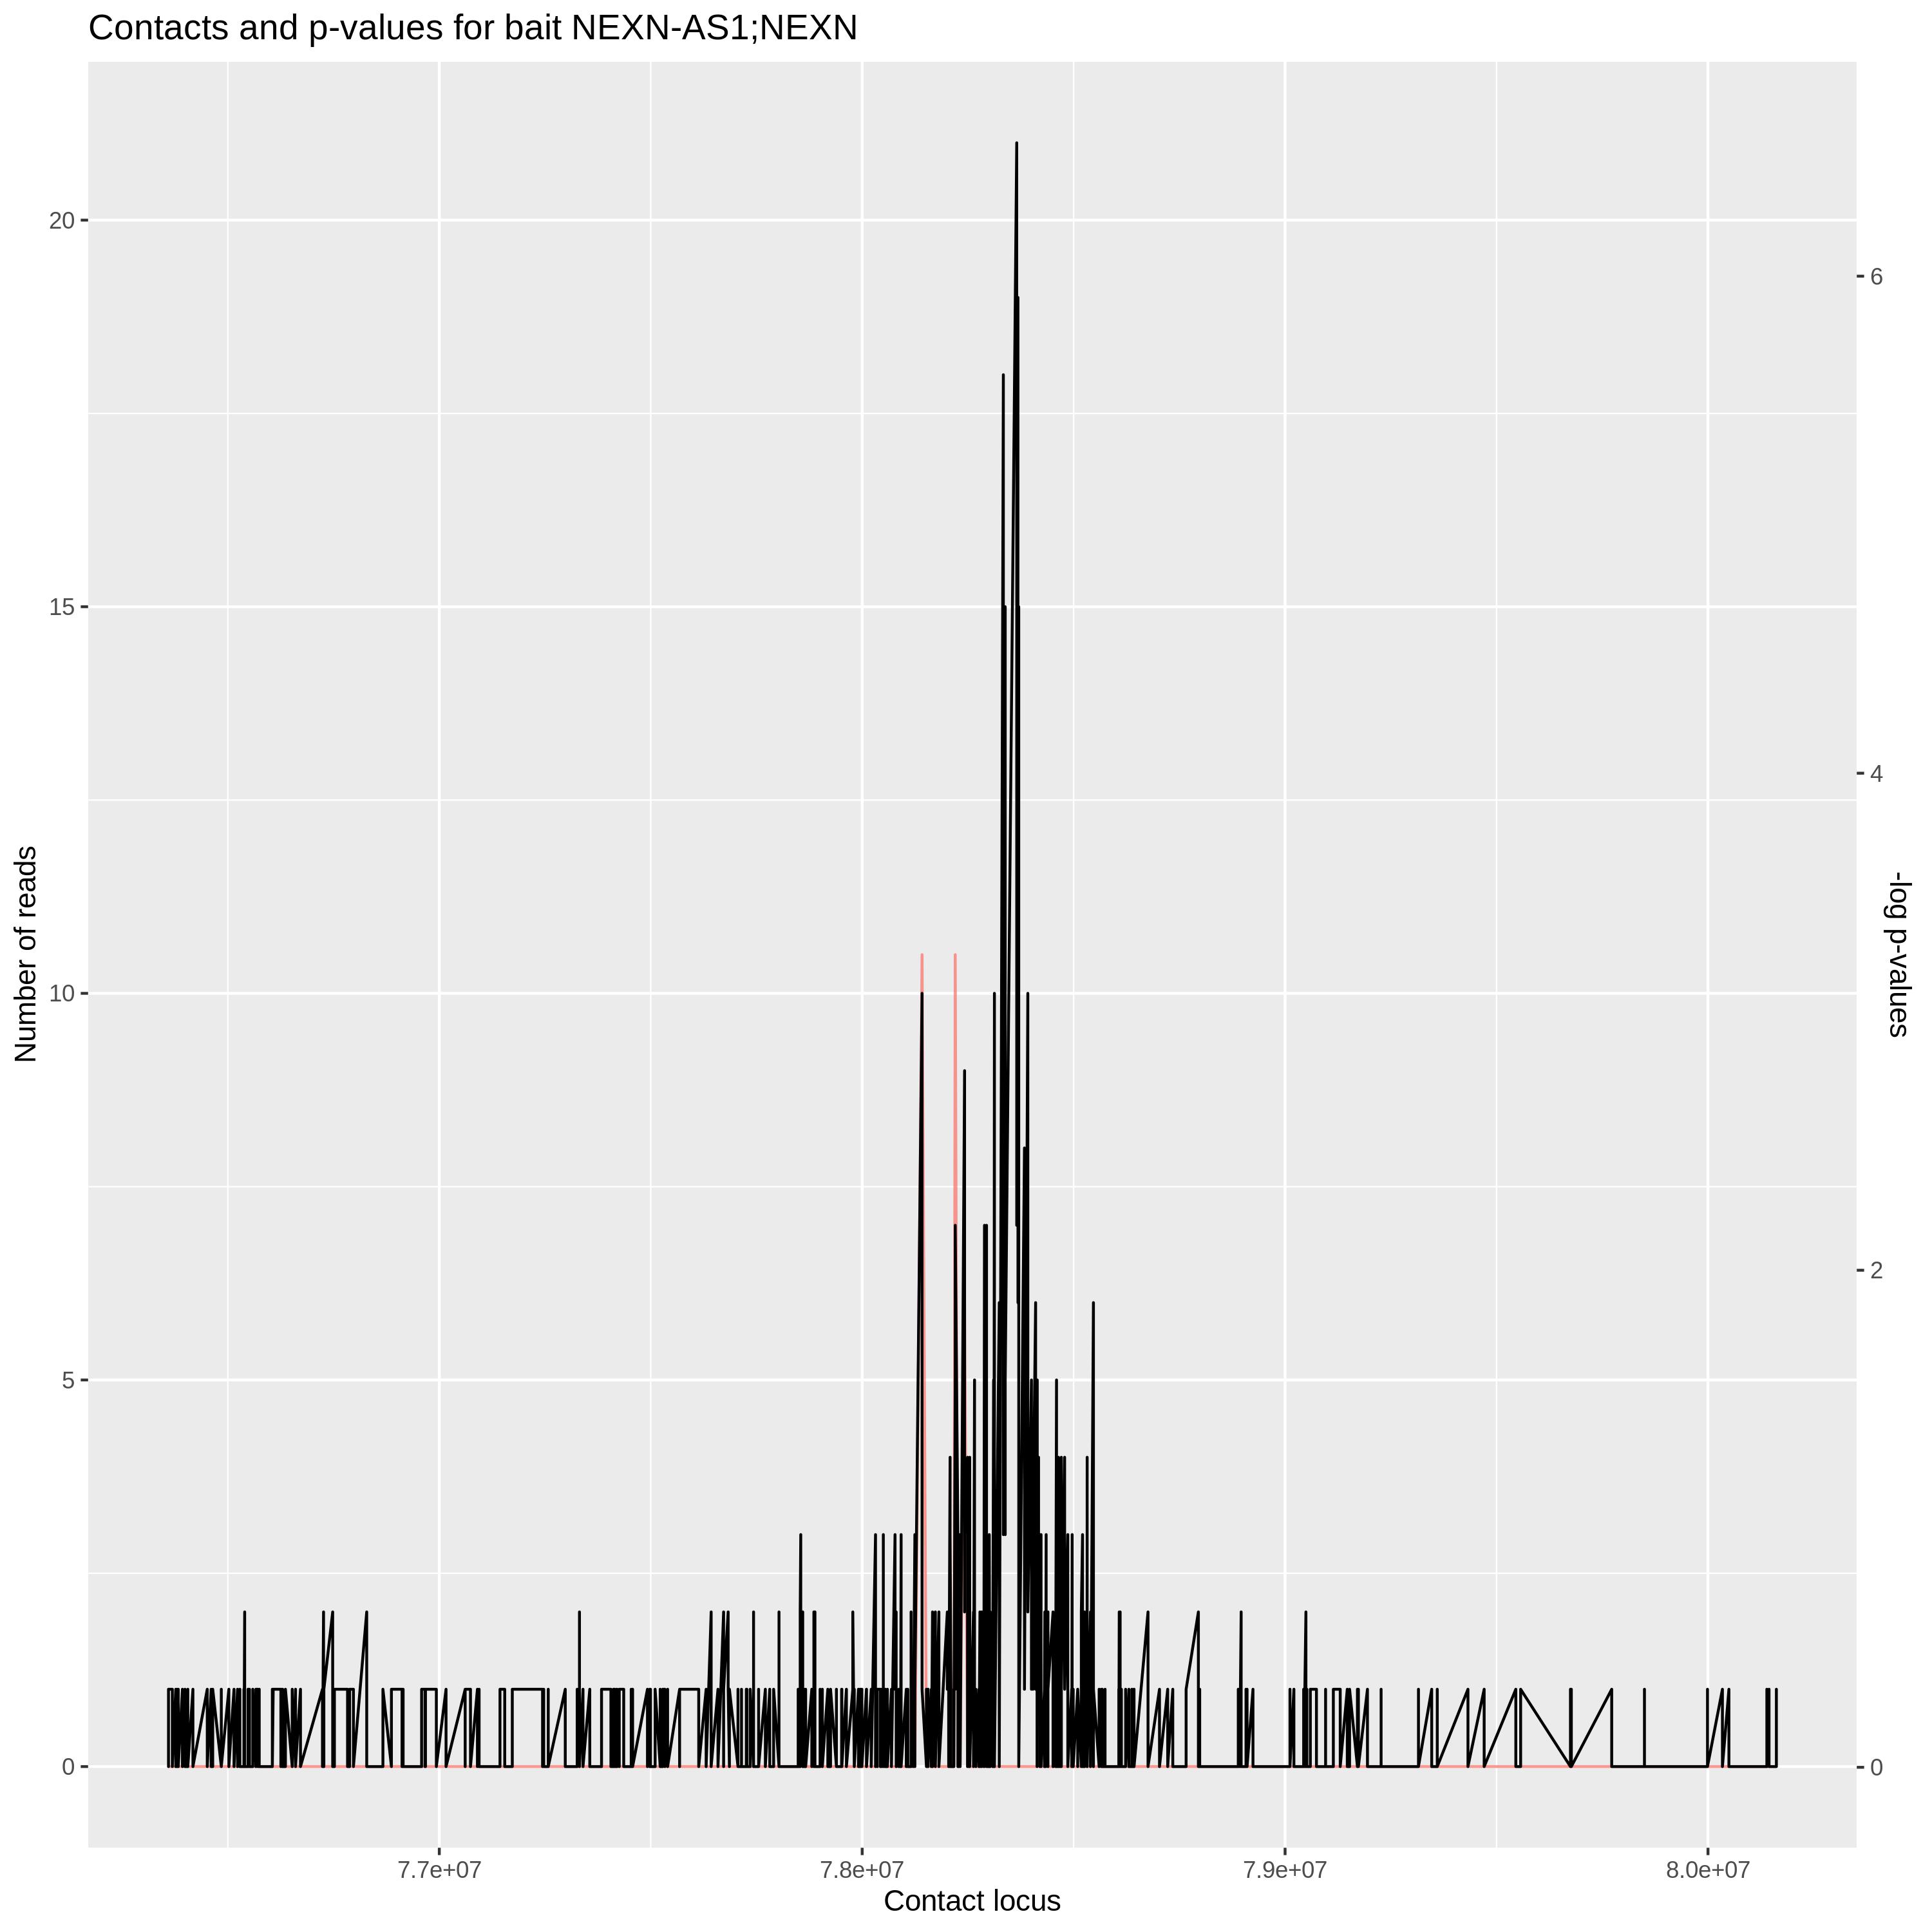 Contacts and p-values for bait NEXN-AS1;NEXN
20
15
10
5
0
Number of reads
6
4
2
0
-log p-values
7.7e+07 7.8e+07 7.9e+07 8.0e+07
Contact locus